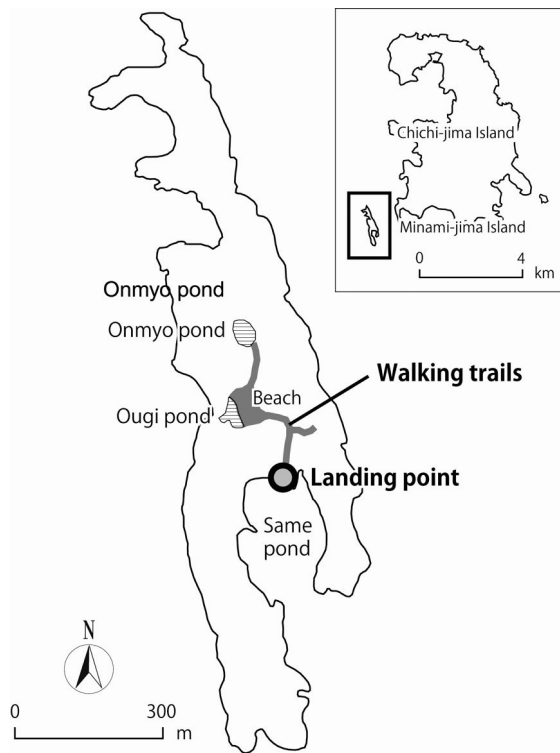 Chichi-jima Island
Minami-jima Island
0 4
km
Onmyo pond
Onmyo pond
Walking trails
Beach
Ougi pond
Landing point
Same
pond
N
0 300
m